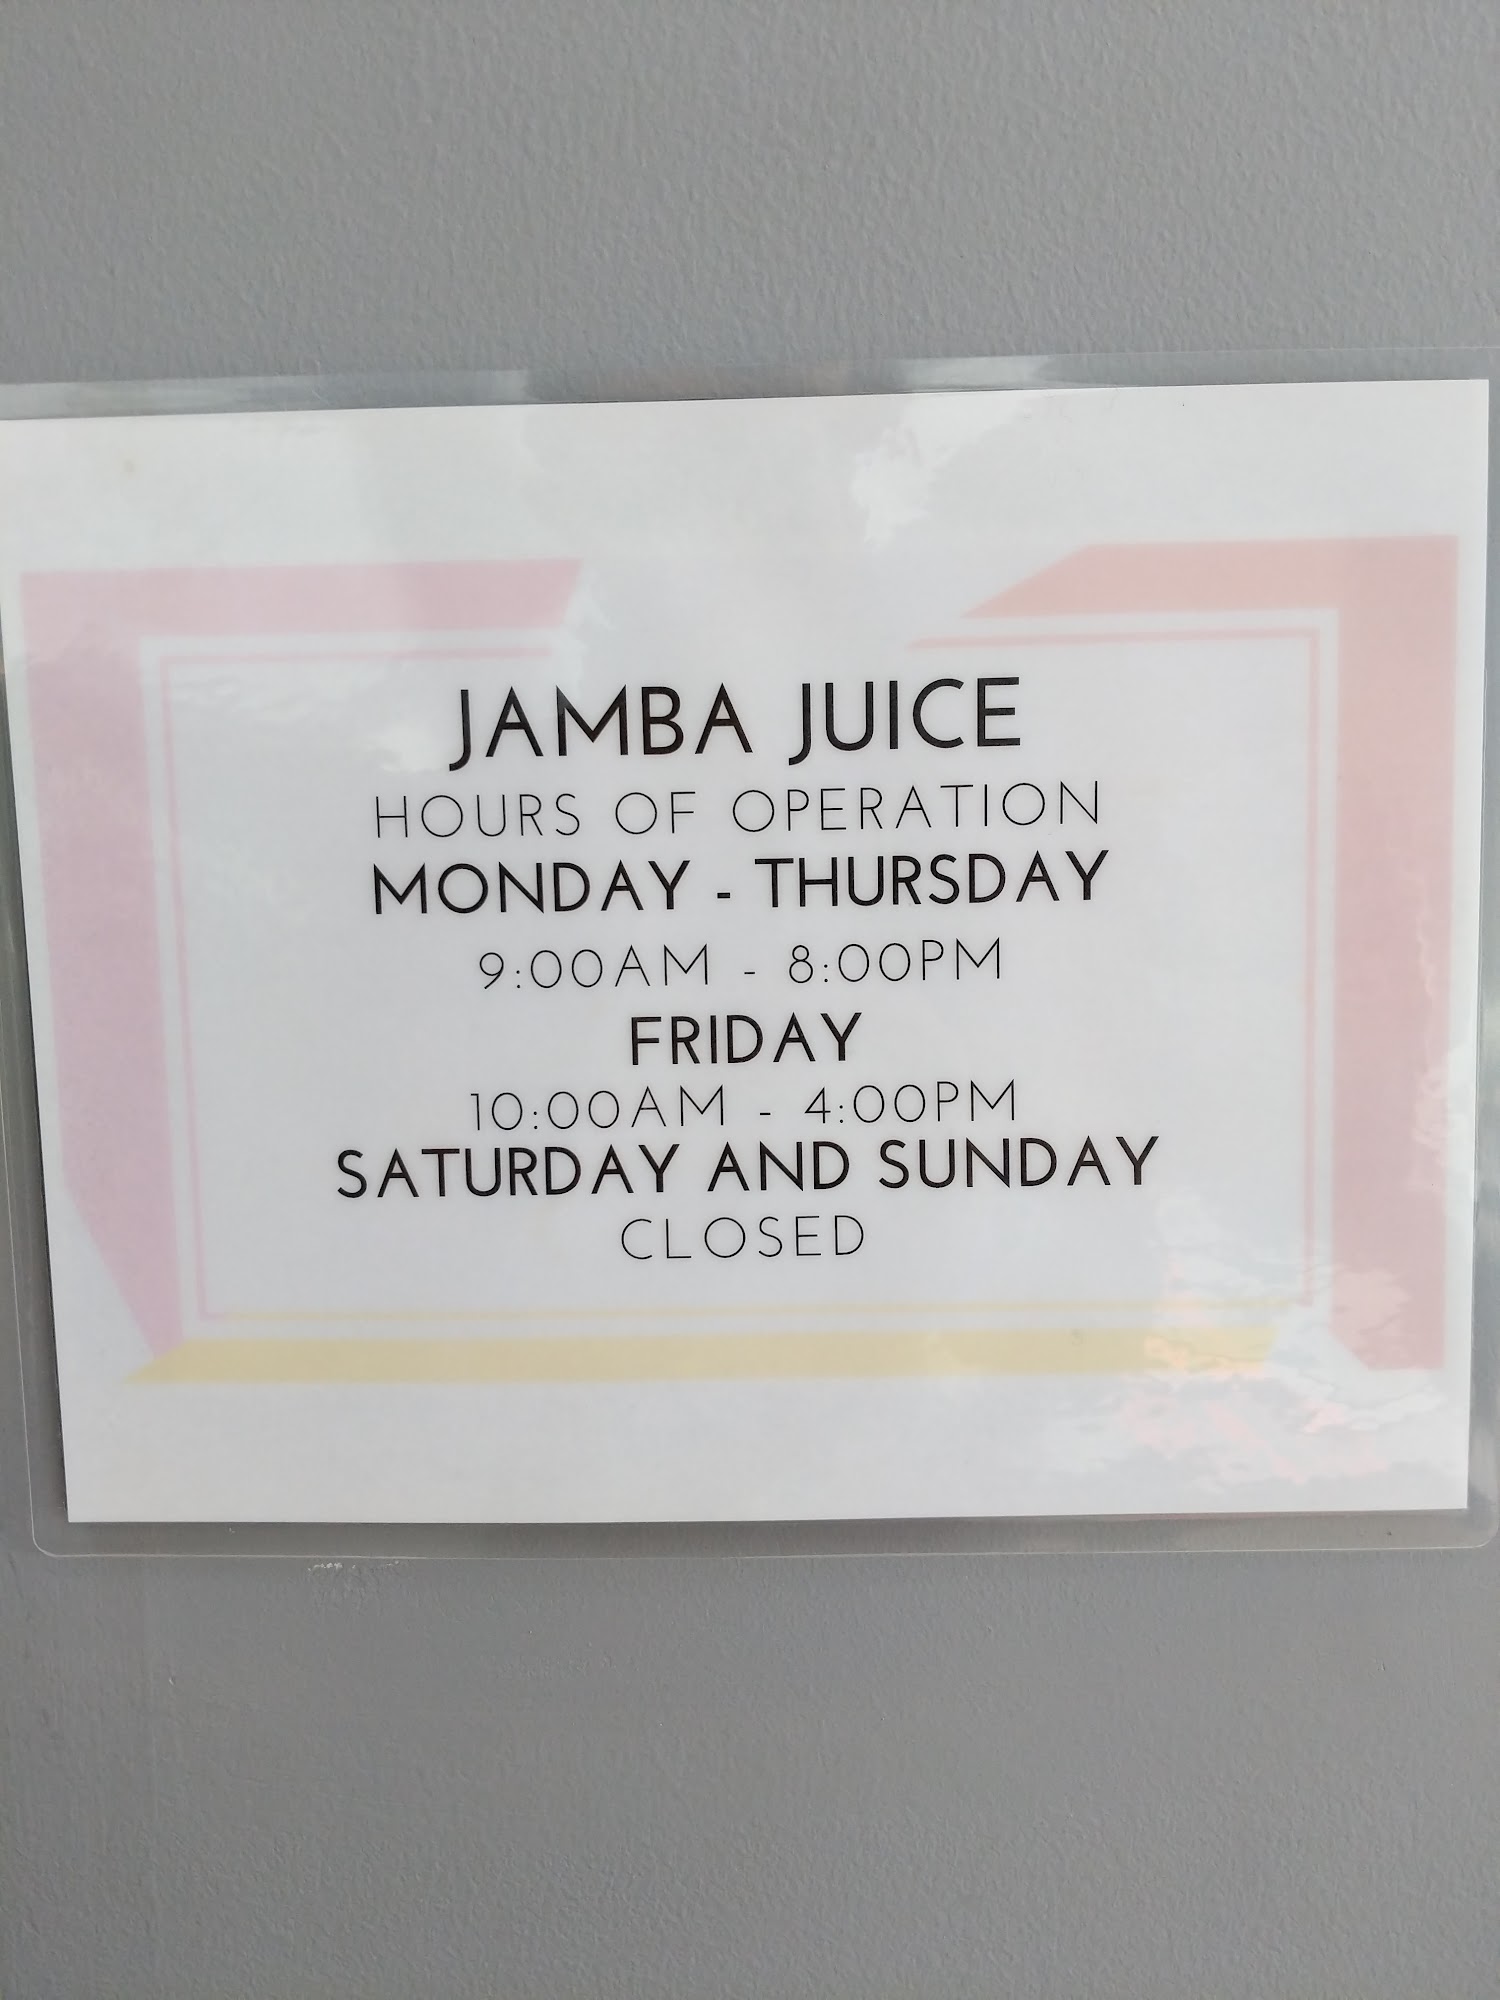 JAMBA JUICE
HOURS OF OPERATION
MONDAY - THURSDAY
9:00AM - 8:00PM
FRIDAY
10:00AM - 4:00PM
SATURDAY AND SUNDAY
CLOSED